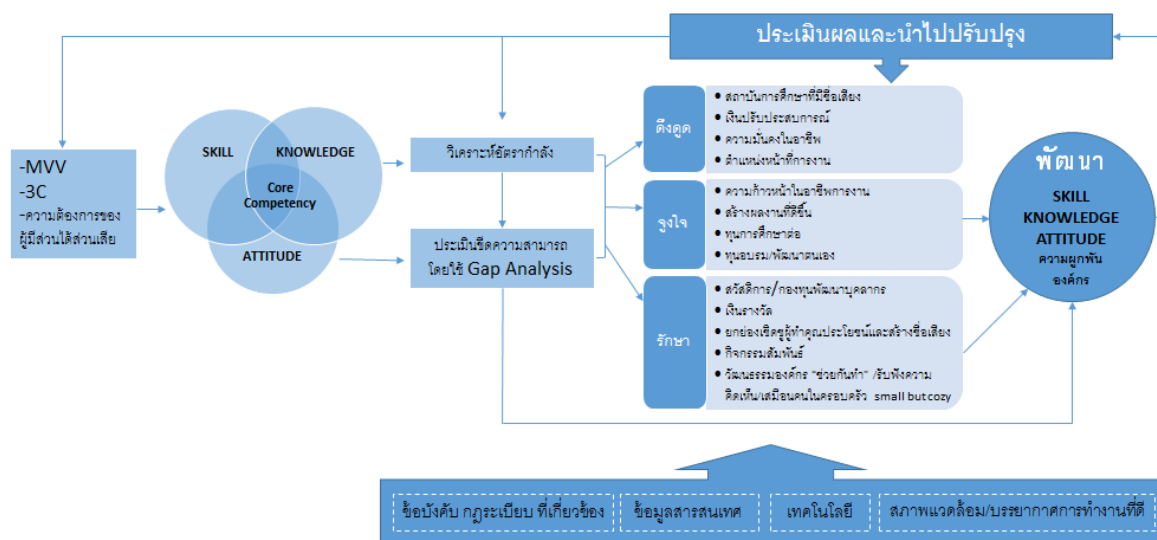 ประเมินผลและนำไปปรับปรุง
-MVV
-3C
-ความต้องการของ
ผู้มีส่วนได้ส่วนเสีย
SKILL
KNOWLEDGE
Core
Competency
ATTITUDE
วิเคราะห์อัตรากำลัง
ประเมินขีดความสามารถ
โดยใช้ Gap Analysis
ดึงดูด
• สถาบันการศึกษาที่มีชื่อเสียง
• เงินปรับประสบการณ์
• ความมั่นคงในอาชีพ
• ตำแหน่งหน้าที่การงาน
จูงใจ
• ความก้าวหน้าในอาชีพการงาน
• สร้างผลงานที่ดีขึ้น
• ทุนการศึกษาต่อ
• ทุนอบรม/พัฒนาตนเอง
รักษา
• สวัสดิการ/กองทุนพัฒนาบุคลากร
• เงินรางวัล
• ยกย่องเชิดชูผู้ทำคุณประโยชน์และสร้างชื่อเสียง
• กิจกรรมสัมพันธ์
• วัฒนธรรมองค์กร "ช่วยกันทำ" /รับฟังความ
คิดเห็น/เสมือนคนในครอบครัว small but cozy
พัฒนา
SKILL
KNOWLEDGE
ATTITUDE
ความผูกพัน
องค์กร
ข้อบังคับ กฎระเบียบ ที่เกี่ยวข้อง
ข้อมูลสารสนเทศ
เทคโนโลยี
สภาพแวดล้อม/บรรยากาศการทำงานที่ดี